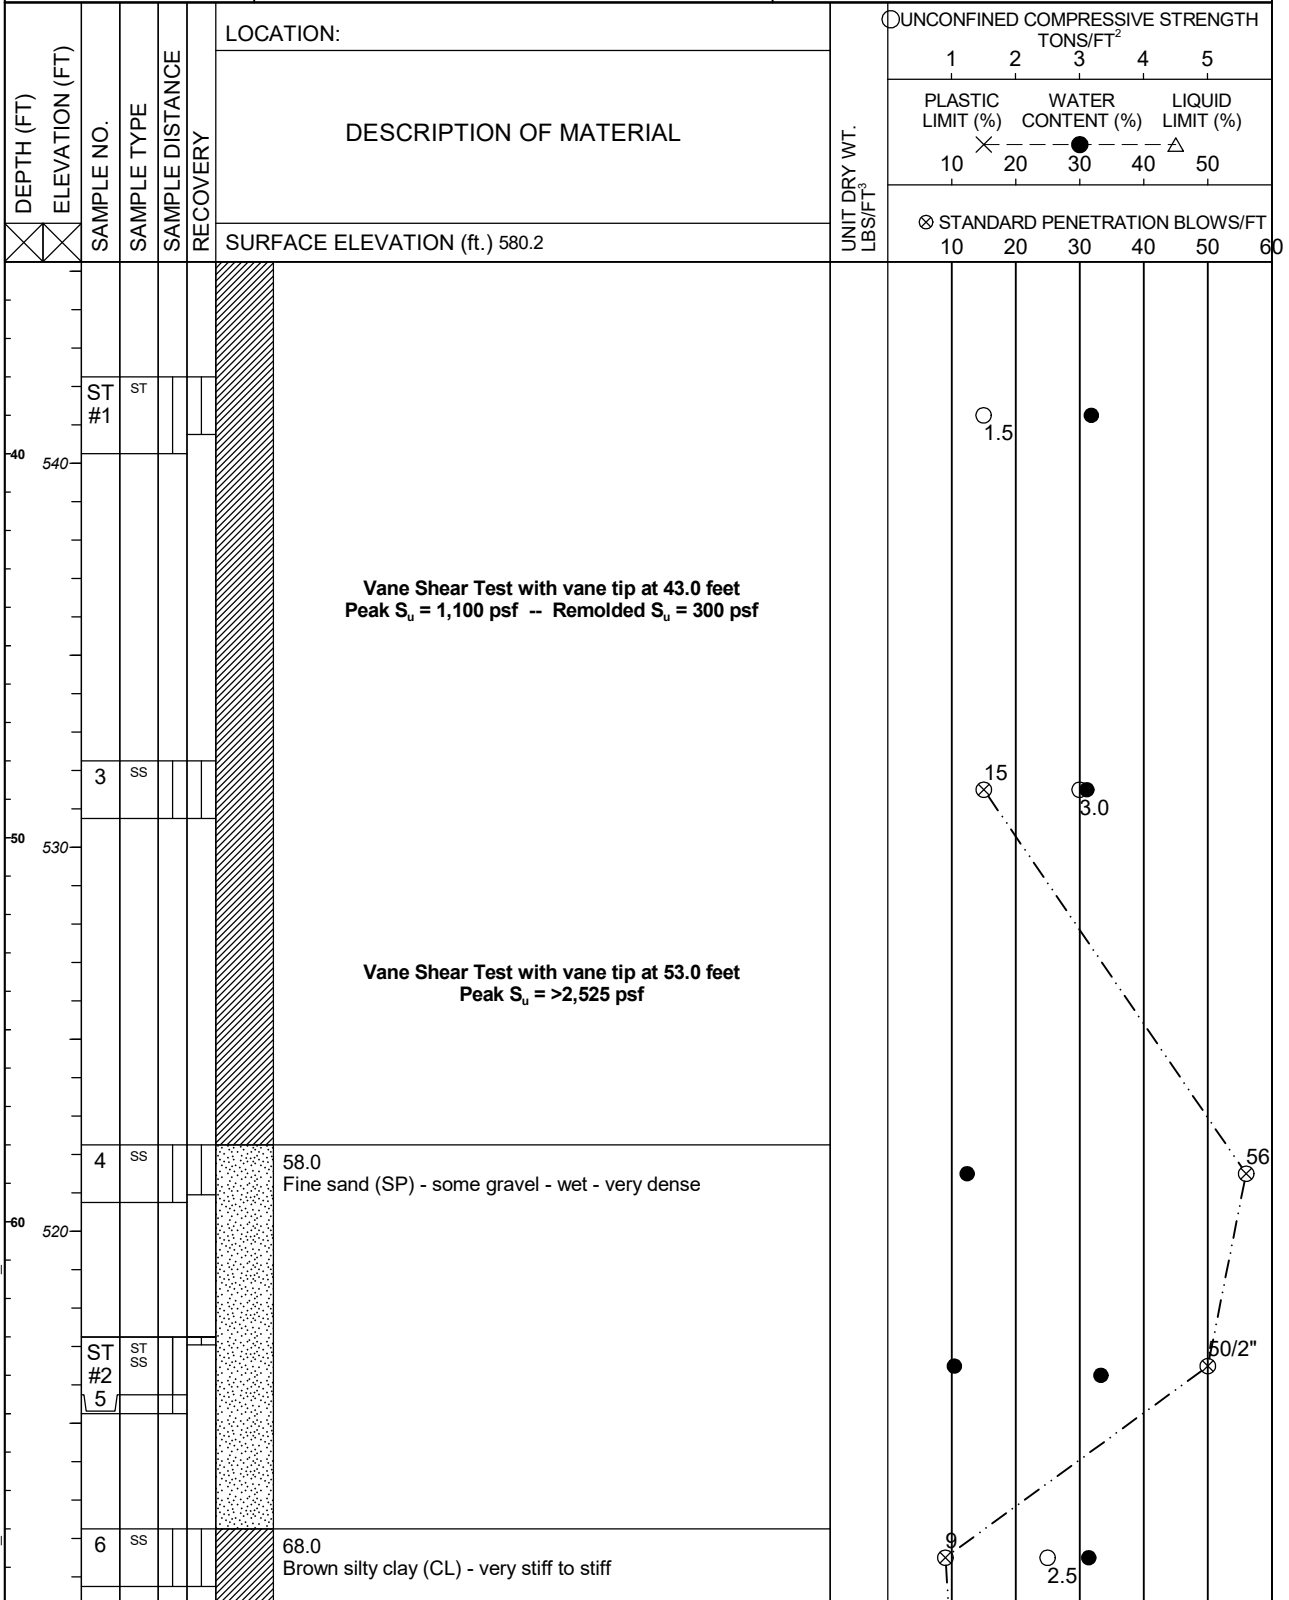 LOCATION:
DEPTH (FT)
ELEVATION (FT)
SAMPLE NO.
SAMPLE TYPE
SAMPLE DISTANCE
RECOVERY
DESCRIPTION OF MATERIAL
SURFACE ELEVATION (ft.) 580.2
UNIT DRY WT.
LBS/FT³
UNCONFINED COMPRESSIVE STRENGTH
TONS/FT²
1 2 3 4 5
PLASTIC WATER LIQUID
LIMIT (%) CONTENT (%) LIMIT (%)
10 20 30 40 50
⊗ STANDARD PENETRATION BLOWS/FT
10 20 30 40 50 60
ST ST
#1
1.5
40 540
Vane Shear Test with vane tip at 43.0 feet
Peak Su = 1,100 psf -- Remolded Su = 300 psf
3 SS
15
3.0
50 530
Vane Shear Test with vane tip at 53.0 feet
Peak Su = >2,525 psf
4 SS
58.0
56
Fine sand (SP) - some gravel - wet - very dense
60 520
ST ST
#2 SS
5
50/2"
6 SS
68.0
9
Brown silty clay (CL) - very stiff to stiff
2.5